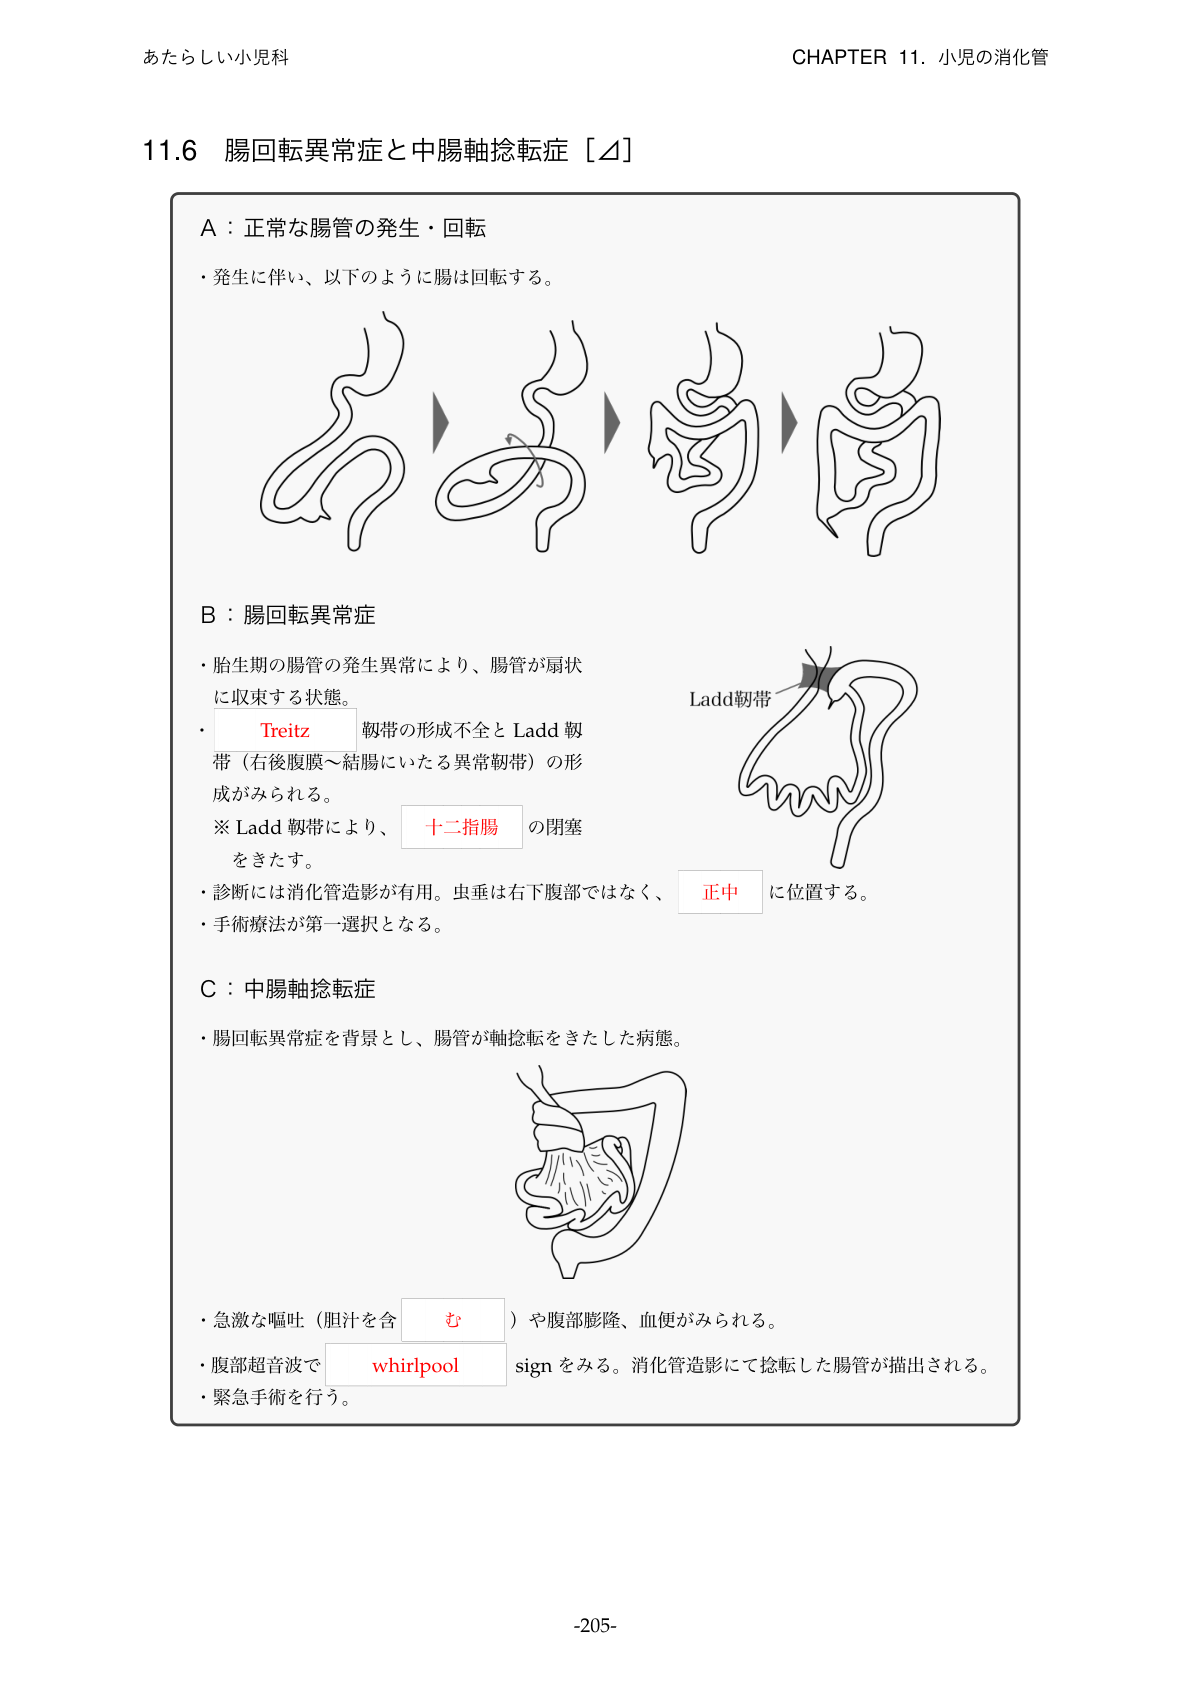 あたらしい小児科
CHAPTER 11. 小児の消化管
11.6 腸回転異常症と中腸軸捻転症［⊿］
A：正常な腸管の発生・回転
・発生に伴い、以下のように腸は回転する。
B：腸回転異常症
・胎生期の腸管の発生異常により、腸管が扇状
に収束する状態。
・ Treitz 靱帯の形成不全と Ladd 靱
帯（右後腹膜〜結腸にいたる異常靭帯）の形
成がみられる。
※ Ladd 靱帯により、 十二指腸 の閉塞
をきたす。
Ladd靱帯
・診断には消化管造影が有用。虫垂は右下腹部ではなく、 正中 に位置する。
・手術療法が第一選択となる。
C：中腸軸捻転症
・腸回転異常症を背景とし、腸管が軸捻転をきたした病態。
・急激な嘔吐（胆汁を含 む ）や腹部膨隆、血便がみられる。
・腹部超音波で whirlpool sign をみる。消化管造影にて捻転した腸管が描出される。
・緊急手術を行う。
-205-